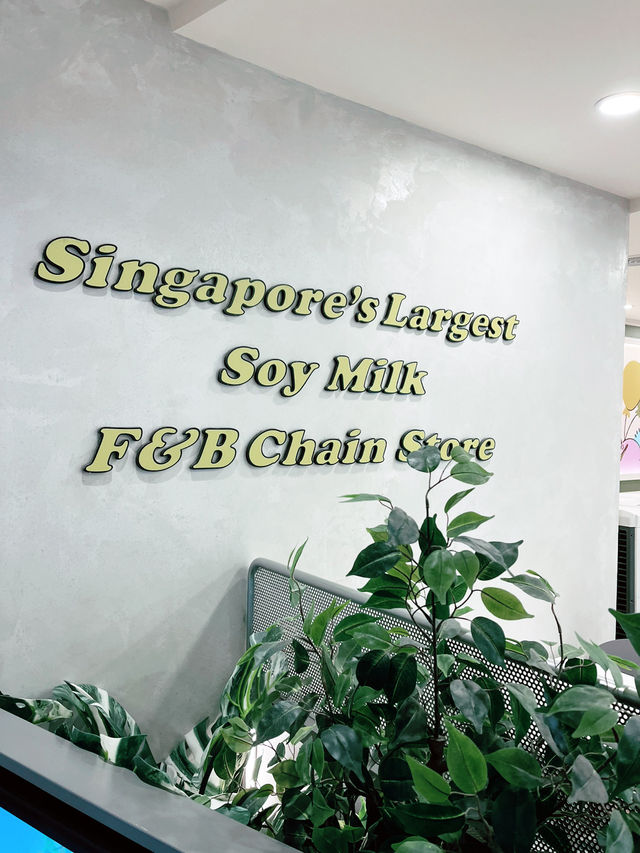 Singapore's Largest
Soy Milk
F&B Chain Store